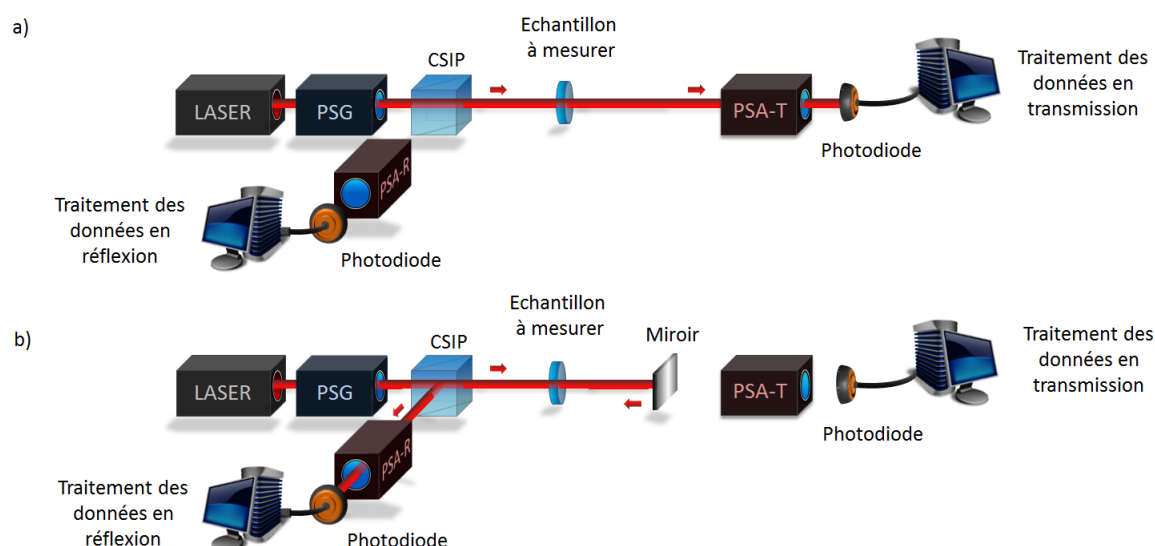 a)
Echantillon
à mesurer
CSIP
Traitement des
données en
transmission
LASER
PSG
PSA-T
Photodiode
PSA-R
Traitement des
données en
réflexion
Photodiode
b)
Echantillon
à mesurer
Miroir
CSIP
Traitement des
données en
transmission
LASER
PSG
PSA-T
Photodiode
PSA-R
Traitement des
données en
réflexion
Photodiode